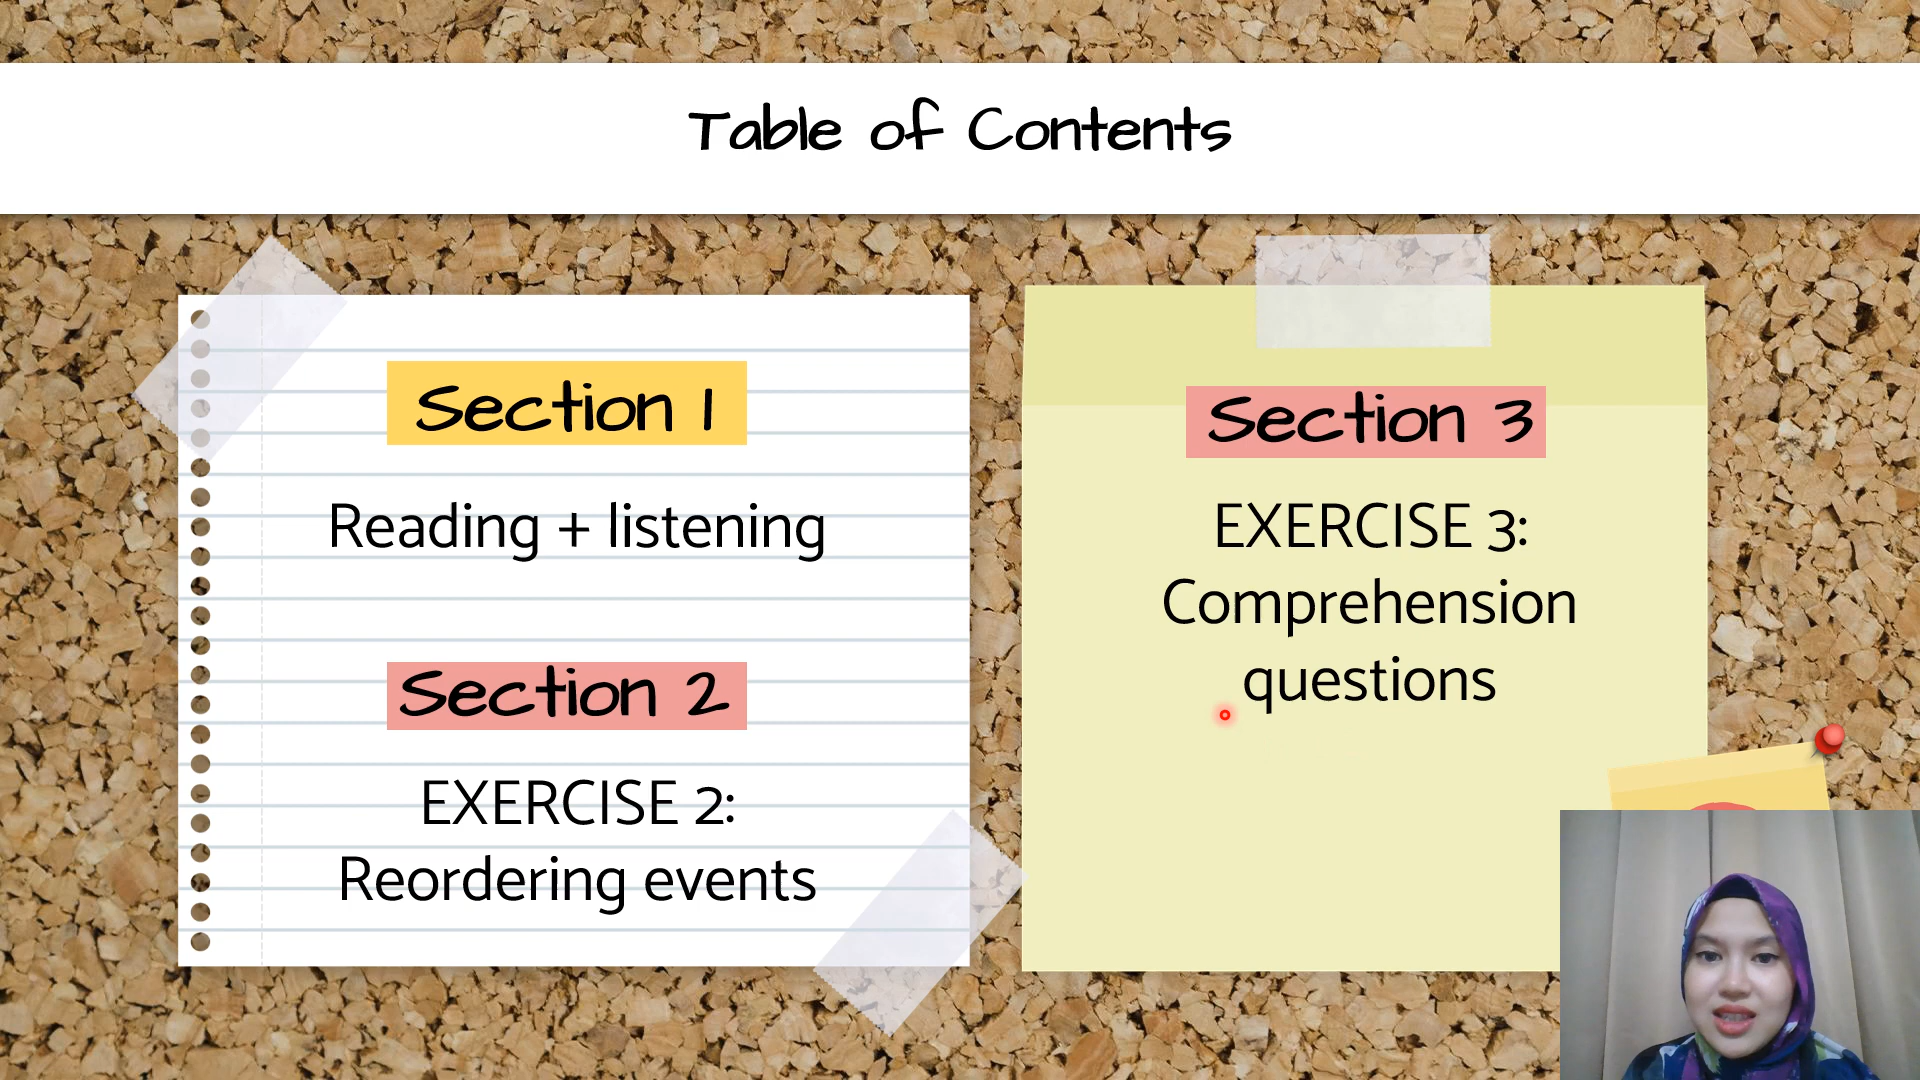 Table of Contents
Section 1
Reading + listening
Section 2
EXERCISE 2:
Reordering events
Section 3
EXERCISE 3:
Comprehension
questions